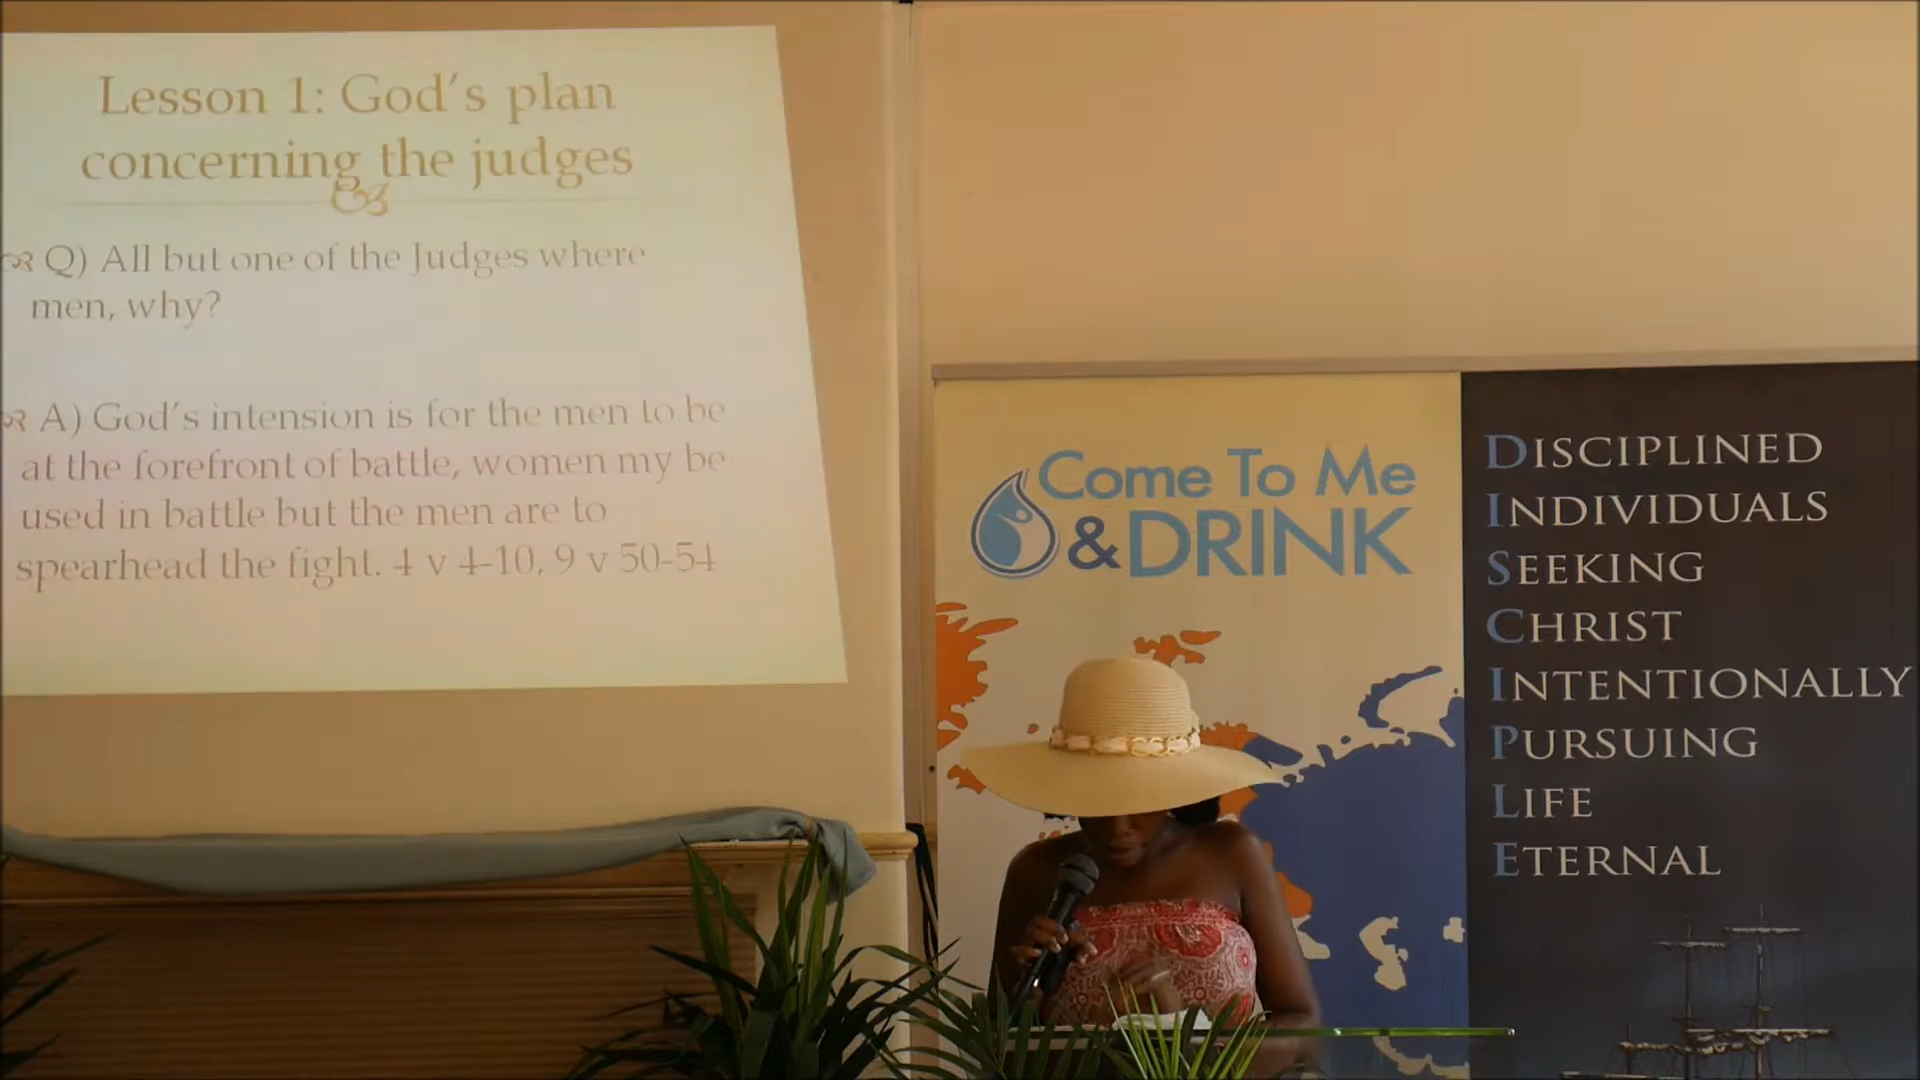 Lesson 1: God's plan
concerning the judges
Q) All but one of the Judges where
men, why?
A) God's intension is for the men to be
at the forefront of battle, women my be
used in battle but the men are to
spearhead the fight. 4 v 4-10, 9 v 50-54
Come To Me
& DRINK
DISCIPLINED
INDIVIDUALS
SEEKING
CHRIST
INTENTIONALLY
PURSUING
LIFE
ETERNAL